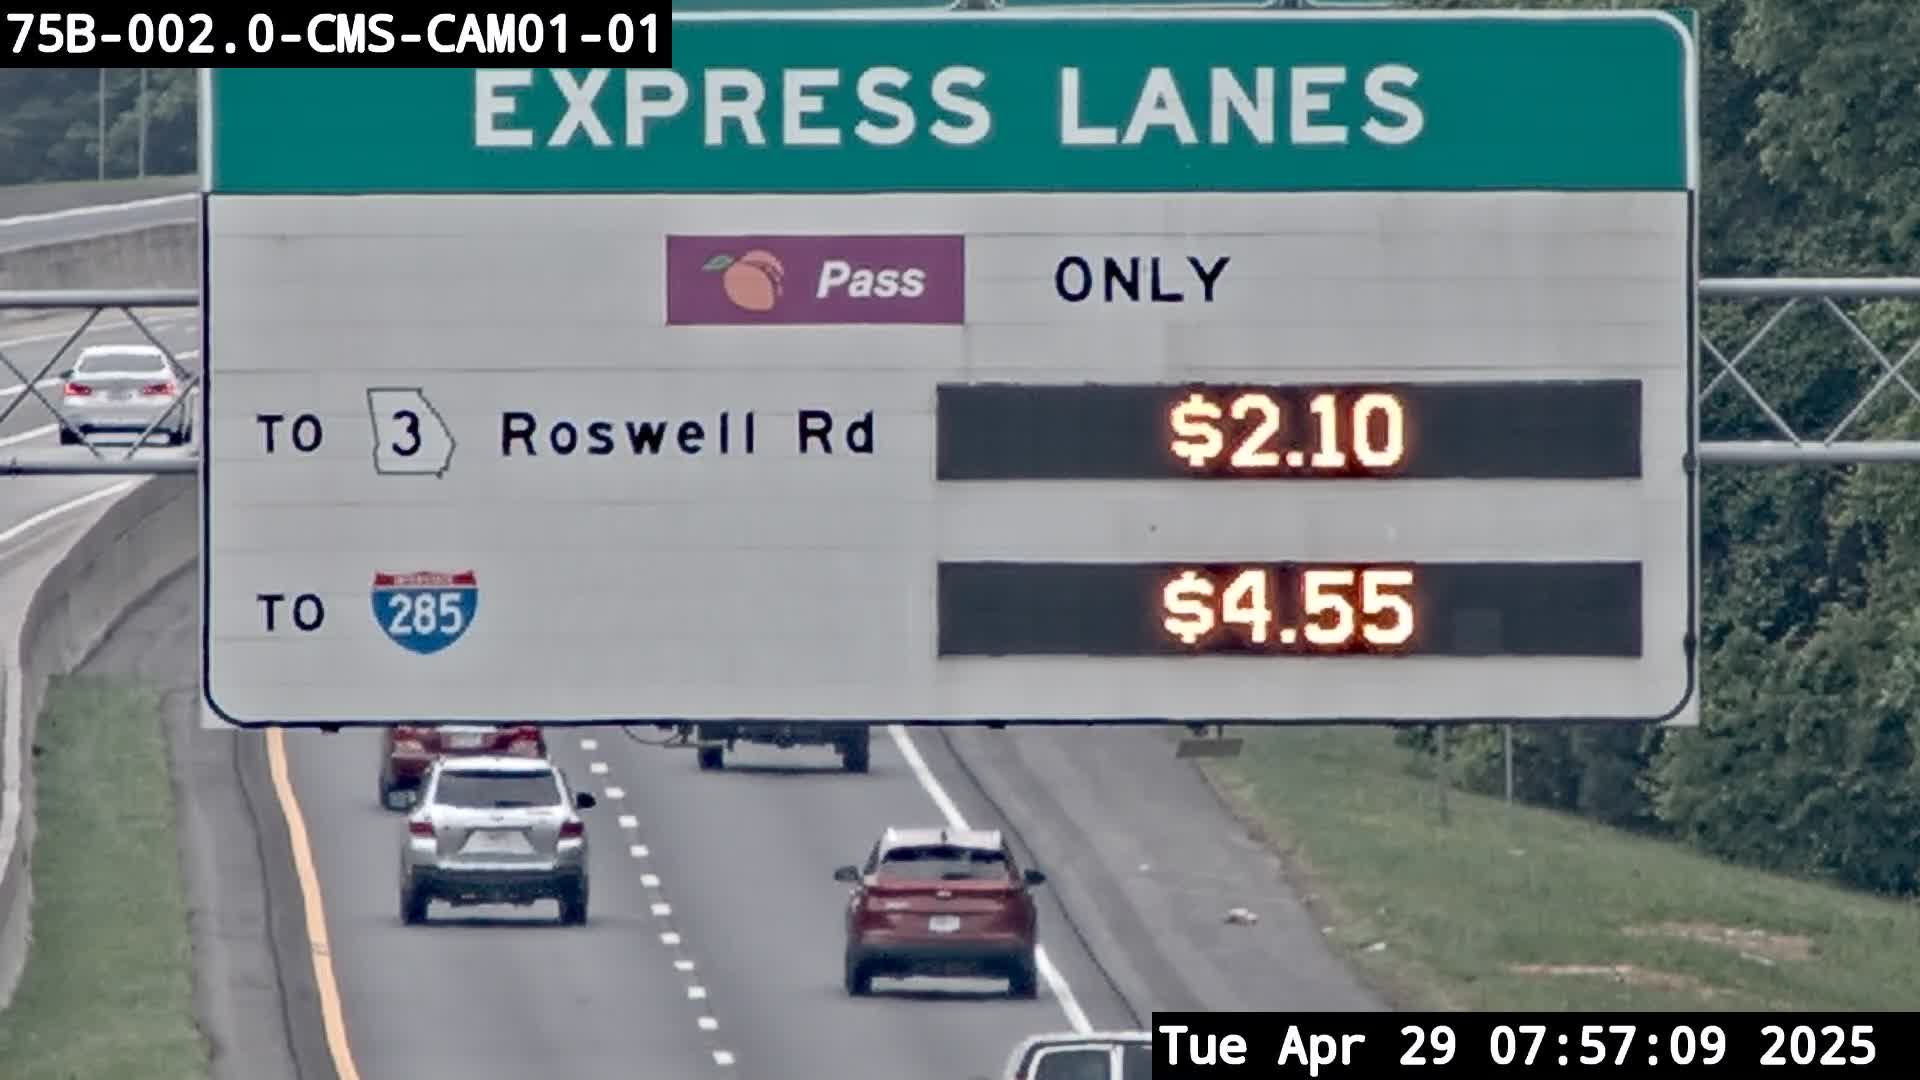 75B-002.0-CMS-CAM01-01
EXPRESS LANES
Pass ONLY
TO 3 Roswell Rd $2.10
INTERSTATE
TO 285 $4.55
Tue Apr 29 07:57:09 2025